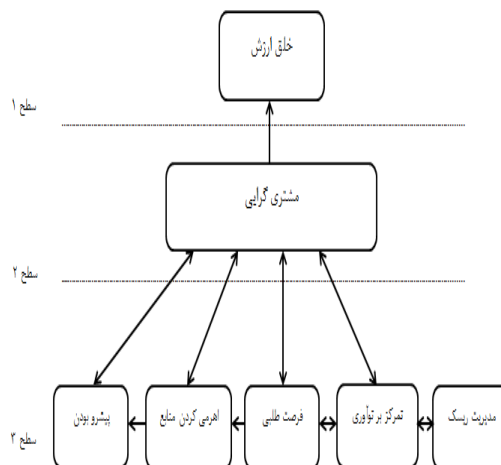 خلق ارزش
سطح ۱
مشتری گرایی
سطح ۲
مدیریت ریسک
تمرکز بر نوآوری
فرصت طلبی
اهرمی کردن منابع
پیشرو بودن
سطح ۳